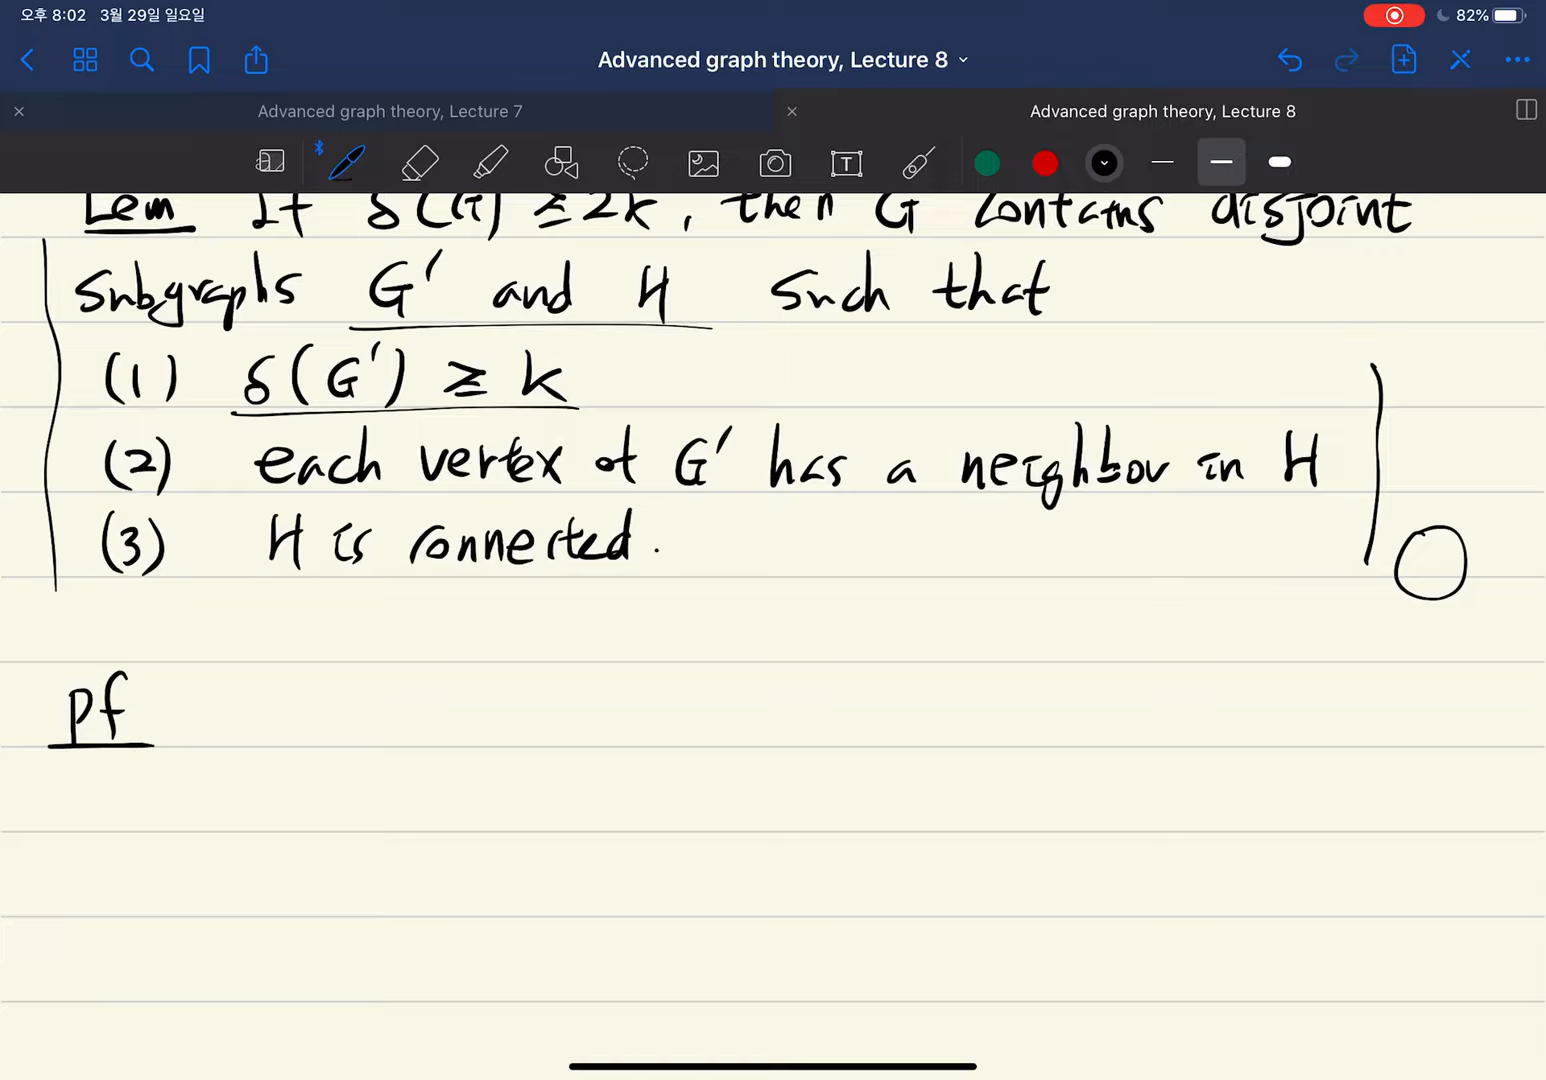 오후 8:02 3월 29일 일요일 82%
Advanced graph theory, Lecture 8
Advanced graph theory, Lecture 7 Advanced graph theory, Lecture 8
Lem If δ(G) ≥ 2k, then G contains disjoint
subgraphs G′ and H such that
(1) δ(G′) ≥ k
(2) each vertex of G′ has a neighbor in H
(3) H is connected.
pf